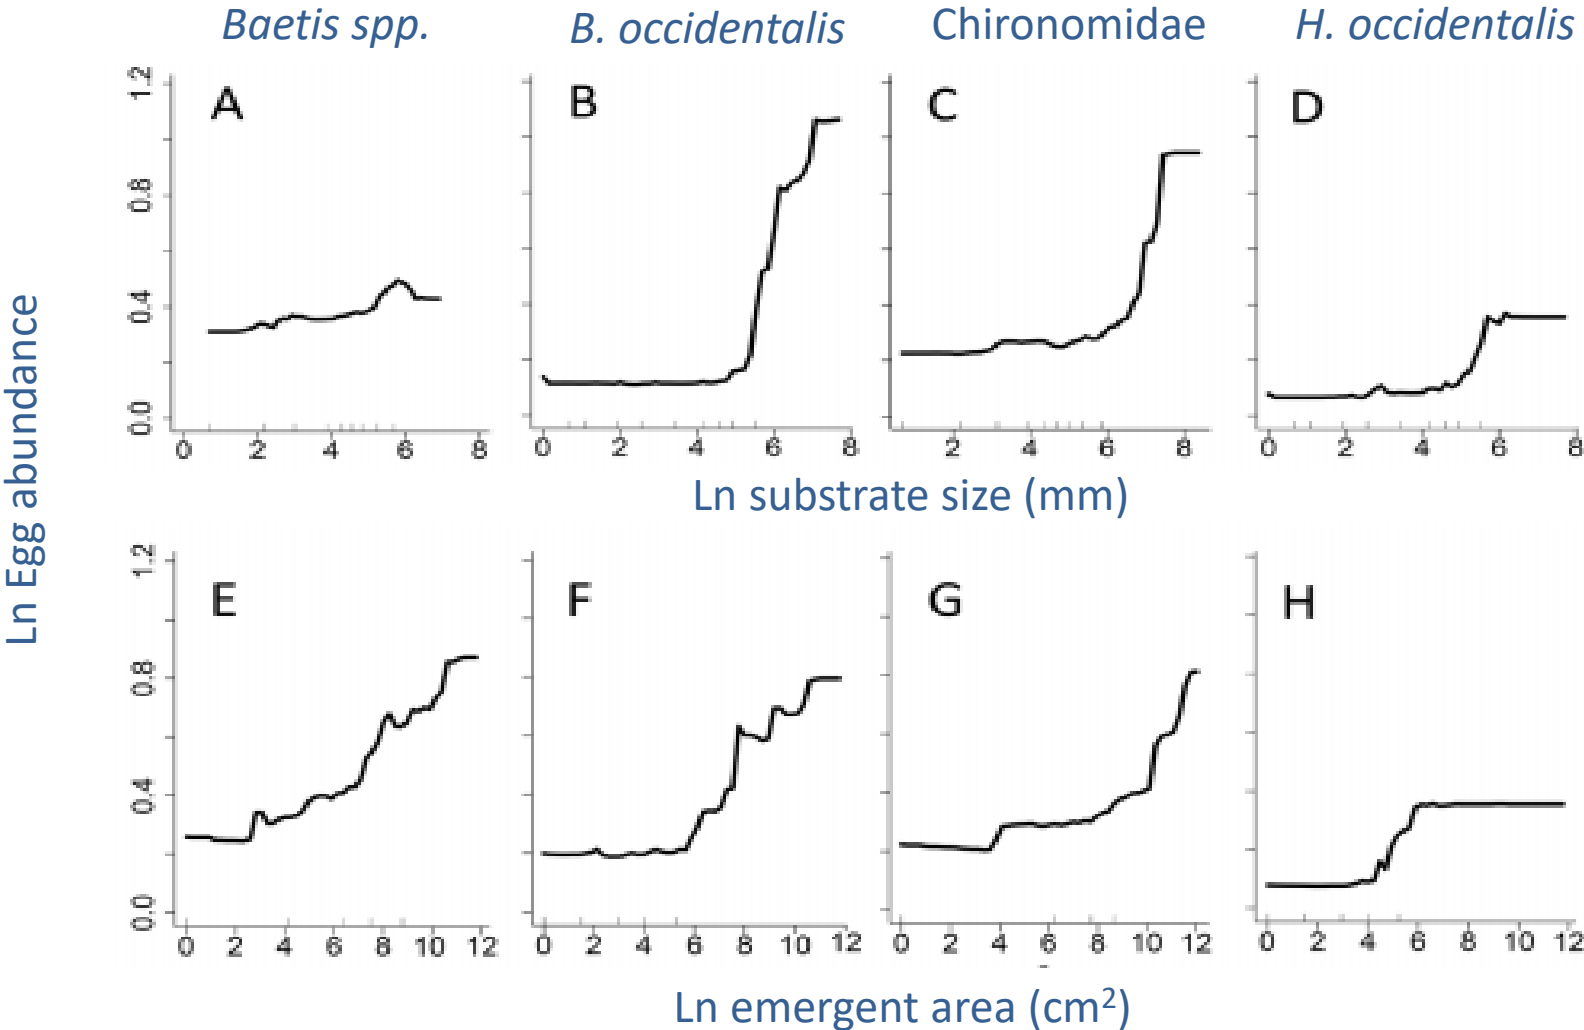 Baetis spp. B. occidentalis Chironomidae H. occidentalis
A B C D
1.2
0.8
0.4
0.0
0 2 4 6 8 0 2 4 6 8 2 4 6 8 0 2 4 6 8
Ln substrate size (mm)
Ln Egg abundance
E F G H
1.2
0.8
0.4
0.0
0 2 4 6 8 10 12 0 2 4 6 8 10 12 0 2 4 6 8 10 12 0 2 4 6 8 10 12
Ln emergent area (cm²)